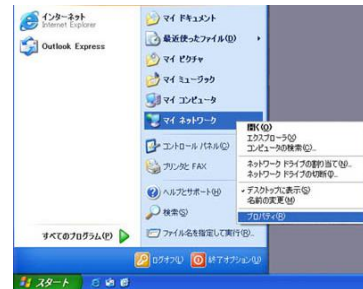 インターネット
Internet Explorer
Outlook Express
すべてのプログラム(P)
マイ ドキュメント
最近使ったファイル(D)
マイ ピクチャ
マイ ミュージック
マイ コンピュータ
マイ ネットワーク
コントロール パネル(C)
プリンタと FAX
ヘルプとサポート(H)
検索(S)
ファイル名を指定して実行(R)...
開く(O)
エクスプローラ(X)
コンピュータの検索(C)...
ネットワーク ドライブの割り当て(N)...
ネットワーク ドライブの切断(I)...
デスクトップに表示(S)
名前の変更(M)
プロパティ(R)
ログオフ(L)
終了オプション(U)
スタート